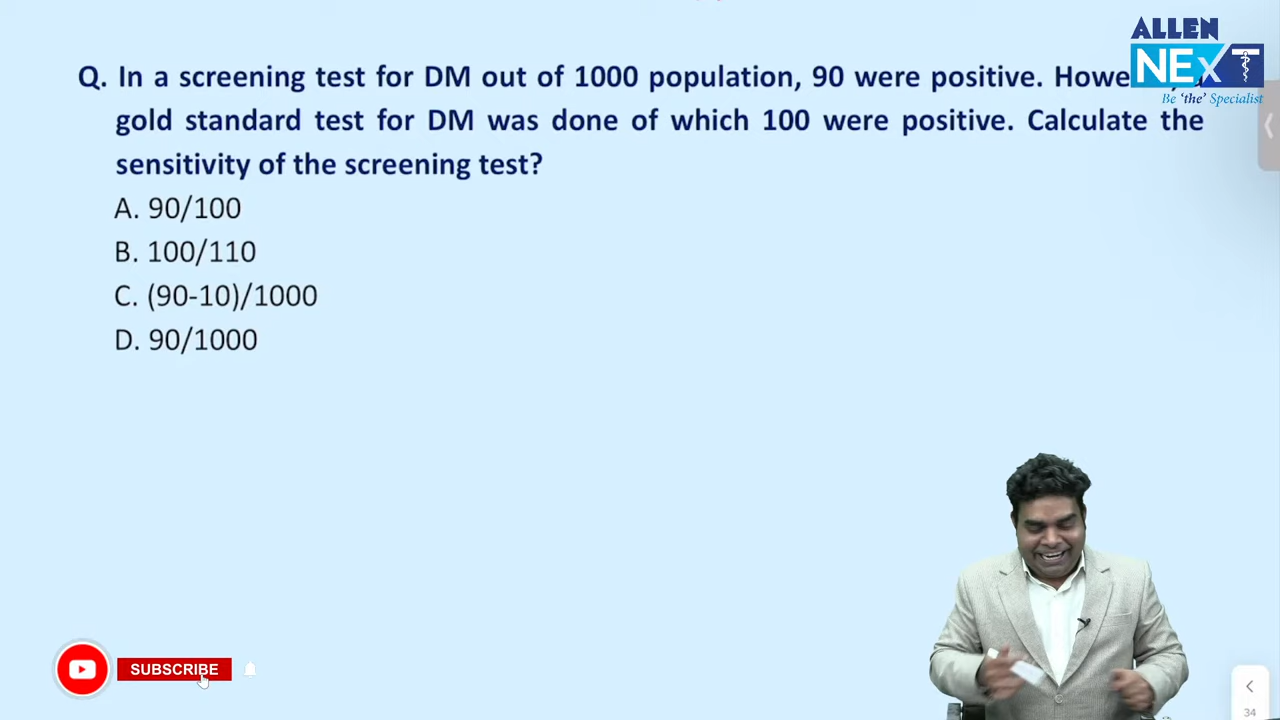 ALLEN
NEXT
Be 'the' Specialist
Q. In a screening test for DM out of 1000 population, 90 were positive.
gold standard test for DM was done of which 100 were positive. Calculate the
sensitivity of the screening test?
A. 90/100
B. 100/110
C. (90-10)/1000
D. 90/1000
SUBSCRIBE
34